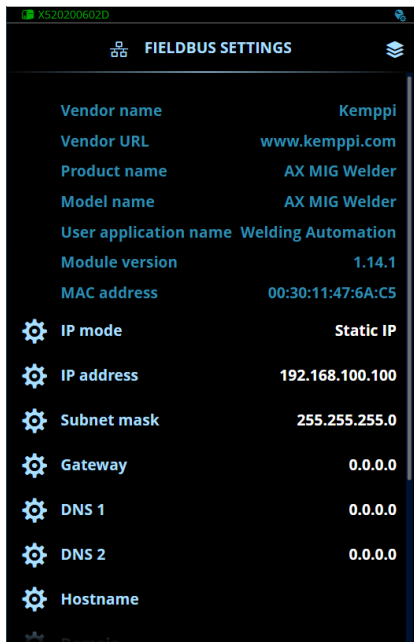 X520200602D
FIELDBUS SETTINGS
Vendor name Kemppi
Vendor URL www.kemppi.com
Product name AX MIG Welder
Model name AX MIG Welder
User application name Welding Automation
Module version 1.14.1
MAC address 00:30:11:47:6A:C5
IP mode Static IP
IP address 192.168.100.100
Subnet mask 255.255.255.0
Gateway 0.0.0.0
DNS 1 0.0.0.0
DNS 2 0.0.0.0
Hostname